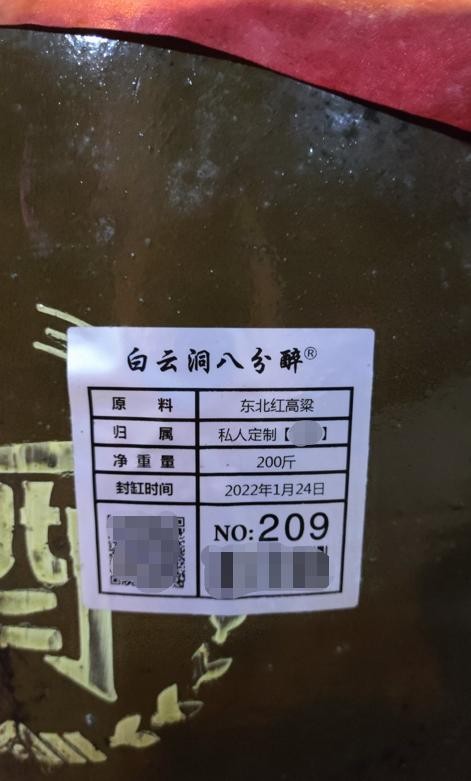 白云洞八分醉®
原 料 东北红高粱
归 属 私人定制【 】
净重量 200斤
封缸时间 2022年1月24日
NO:209